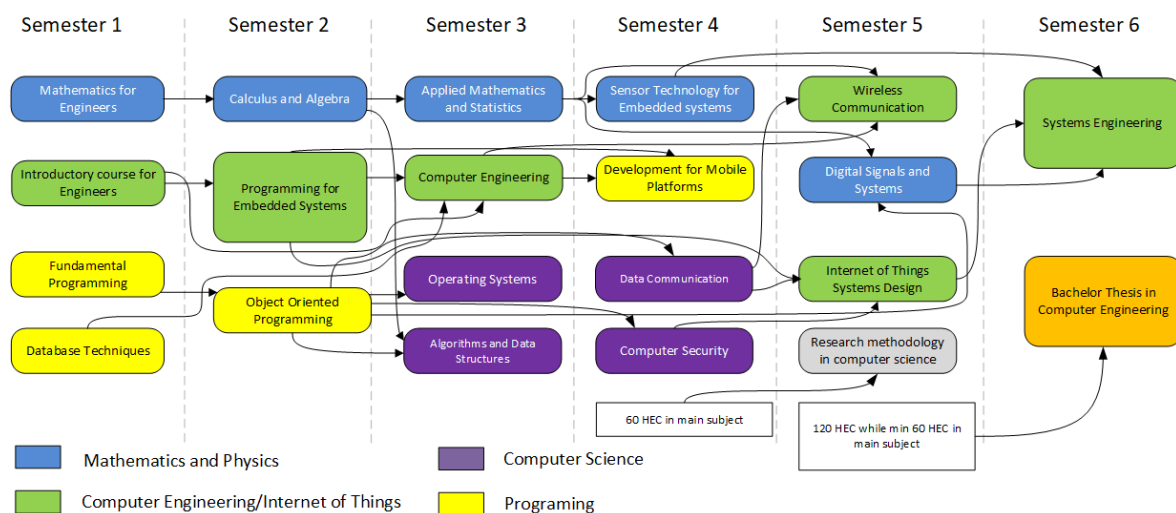 Semester 1
Semester 2
Semester 3
Semester 4
Semester 5
Semester 6
Mathematics for
Engineers
Calculus and Algebra
Applied Mathematics
and Statistics
Sensor Technology for
Embedded systems
Wireless
Communication
Systems Engineering
Introductory course for
Engineers
Programming for
Embedded Systems
Computer Engineering
Development for Mobile
Platforms
Digital Signals and
Systems
Fundamental
Programming
Object Oriented
Programming
Operating Systems
Data Communication
Internet of Things
Systems Design
Bachelor Thesis in
Computer Engineering
Database Techniques
Algorithms and Data
Structures
Computer Security
Research methodology
in computer science
60 HEC in main subject
120 HEC while min 60 HEC in
main subject
Mathematics and Physics
Computer Science
Computer Engineering/Internet of Things
Programing